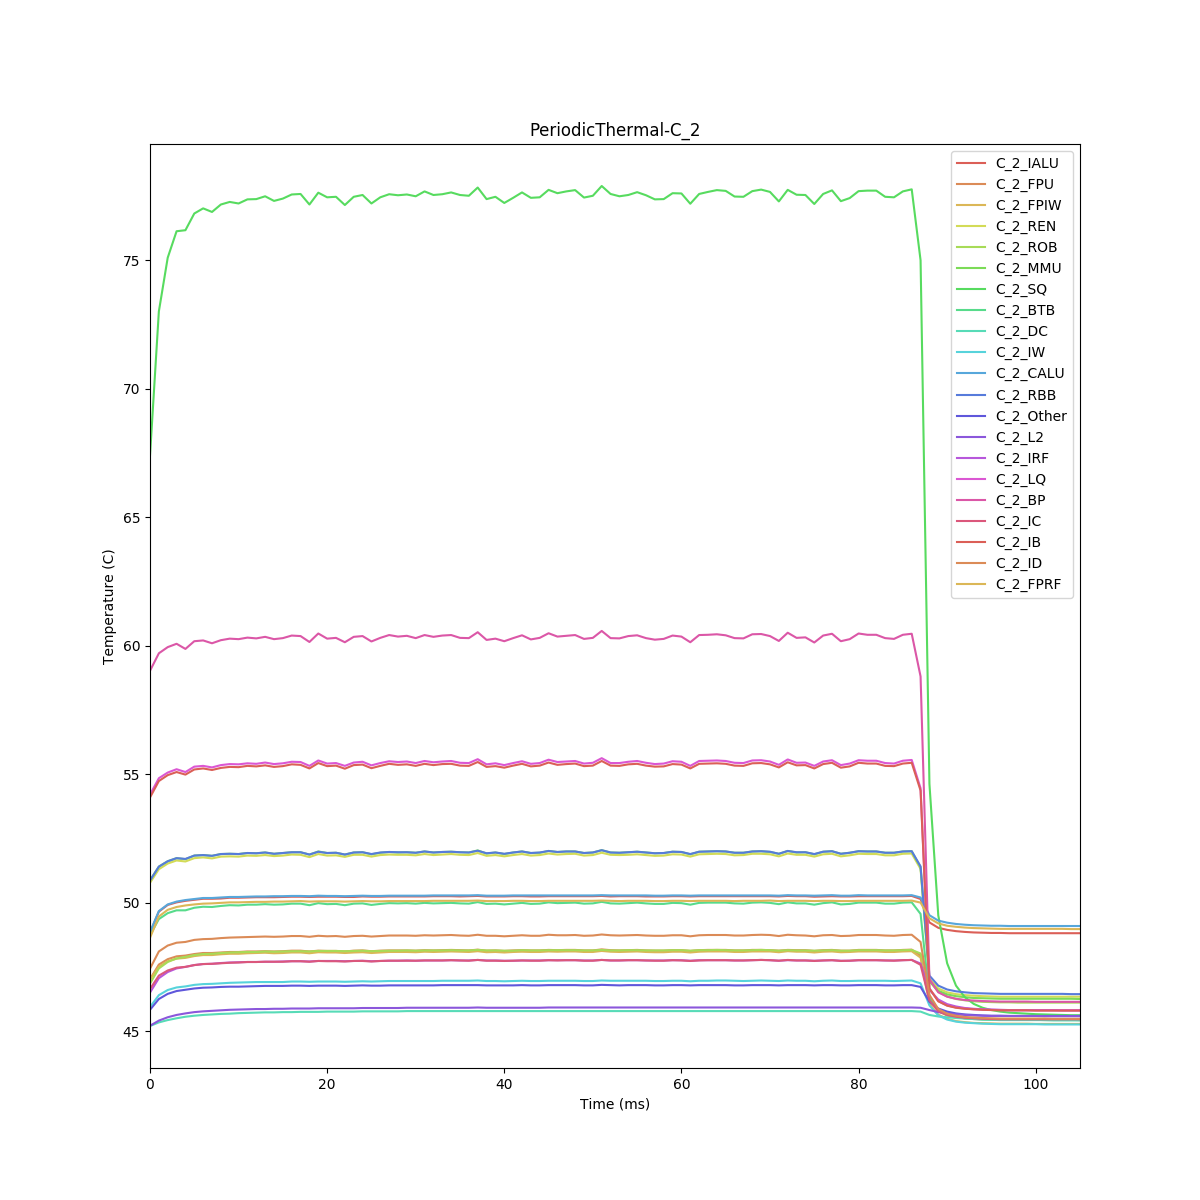 PeriodicThermal-C_2
C_2_IALU
C_2_FPU
C_2_FPIW
C_2_REN
C_2_ROB
C_2_MMU
C_2_SQ
C_2_BTB
C_2_DC
C_2_IW
C_2_CALU
C_2_RBB
C_2_Other
C_2_L2
C_2_IRF
C_2_LQ
C_2_BP
C_2_IC
C_2_IB
C_2_ID
C_2_FPRF
Temperature (C)
75
70
65
60
55
50
45
0 20 40 60 80 100
Time (ms)